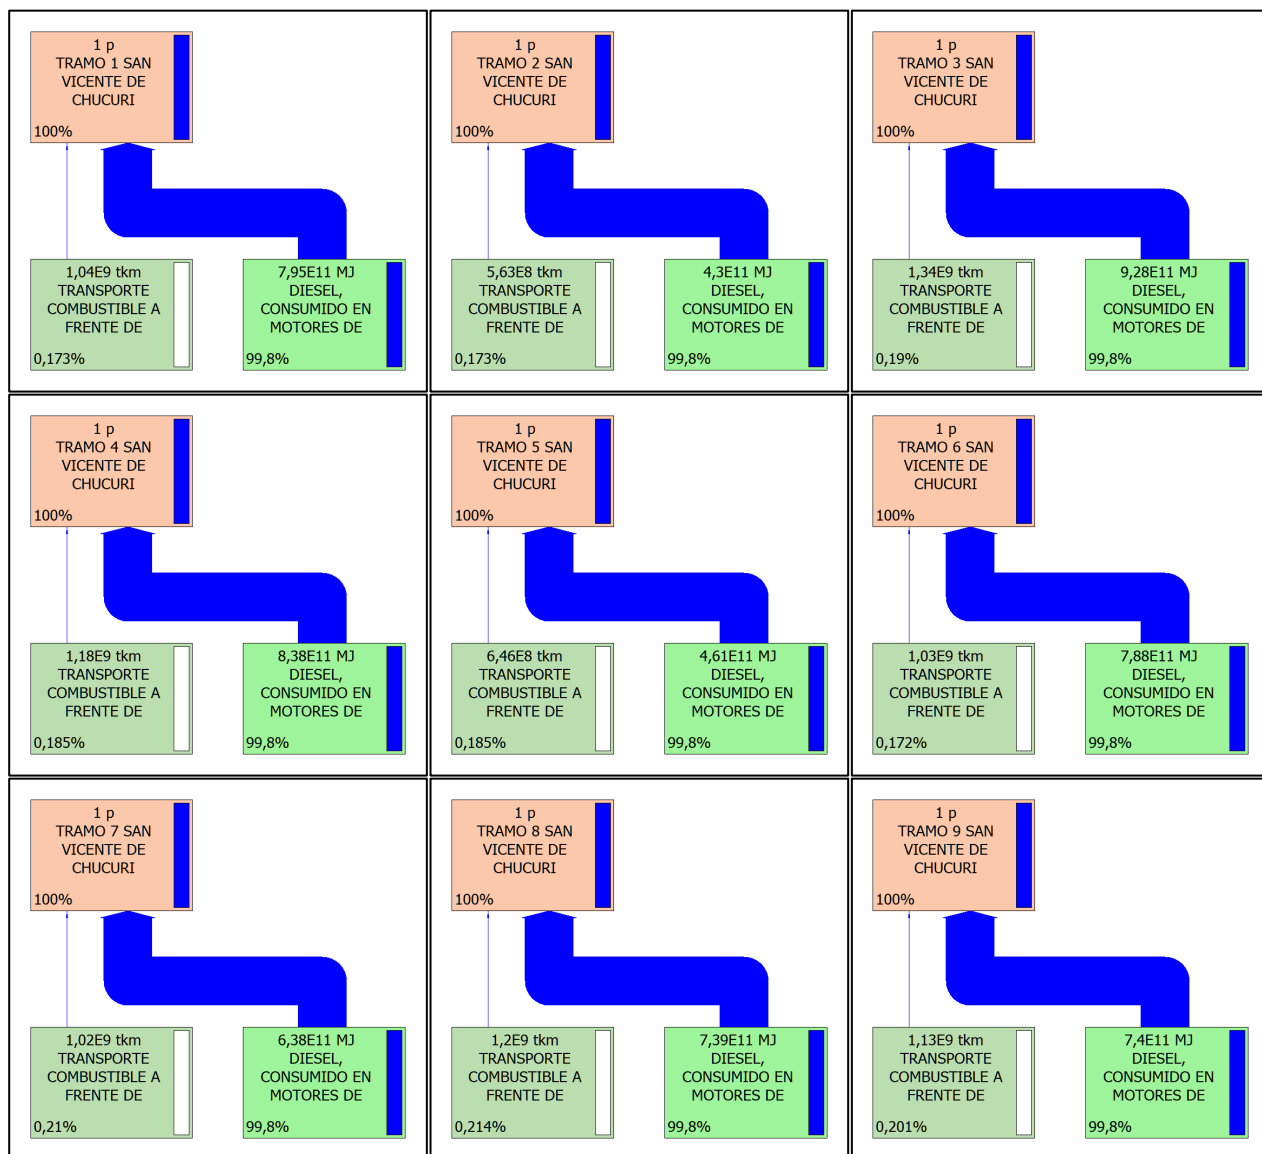 1 p
TRAMO 1 SAN
VICENTE DE
CHUCURI
100%
1,04E9 tkm
TRANSPORTE
COMBUSTIBLE A
FRENTE DE
0,173%
7,95E11 MJ
DIESEL,
CONSUMIDO EN
MOTORES DE
99,8%
1 p
TRAMO 2 SAN
VICENTE DE
CHUCURI
100%
5,63E8 tkm
TRANSPORTE
COMBUSTIBLE A
FRENTE DE
0,173%
4,3E11 MJ
DIESEL,
CONSUMIDO EN
MOTORES DE
99,8%
1 p
TRAMO 3 SAN
VICENTE DE
CHUCURI
100%
1,34E9 tkm
TRANSPORTE
COMBUSTIBLE A
FRENTE DE
0,19%
9,28E11 MJ
DIESEL,
CONSUMIDO EN
MOTORES DE
99,8%
1 p
TRAMO 4 SAN
VICENTE DE
CHUCURI
100%
1,18E9 tkm
TRANSPORTE
COMBUSTIBLE A
FRENTE DE
0,185%
8,38E11 MJ
DIESEL,
CONSUMIDO EN
MOTORES DE
99,8%
1 p
TRAMO 5 SAN
VICENTE DE
CHUCURI
100%
6,46E8 tkm
TRANSPORTE
COMBUSTIBLE A
FRENTE DE
0,185%
4,61E11 MJ
DIESEL,
CONSUMIDO EN
MOTORES DE
99,8%
1 p
TRAMO 6 SAN
VICENTE DE
CHUCURI
100%
1,03E9 tkm
TRANSPORTE
COMBUSTIBLE A
FRENTE DE
0,172%
7,88E11 MJ
DIESEL,
CONSUMIDO EN
MOTORES DE
99,8%
1 p
TRAMO 7 SAN
VICENTE DE
CHUCURI
100%
1,02E9 tkm
TRANSPORTE
COMBUSTIBLE A
FRENTE DE
0,21%
6,38E11 MJ
DIESEL,
CONSUMIDO EN
MOTORES DE
99,8%
1 p
TRAMO 8 SAN
VICENTE DE
CHUCURI
100%
1,2E9 tkm
TRANSPORTE
COMBUSTIBLE A
FRENTE DE
0,214%
7,39E11 MJ
DIESEL,
CONSUMIDO EN
MOTORES DE
99,8%
1 p
TRAMO 9 SAN
VICENTE DE
CHUCURI
100%
1,13E9 tkm
TRANSPORTE
COMBUSTIBLE A
FRENTE DE
0,201%
7,4E11 MJ
DIESEL,
CONSUMIDO EN
MOTORES DE
99,8%